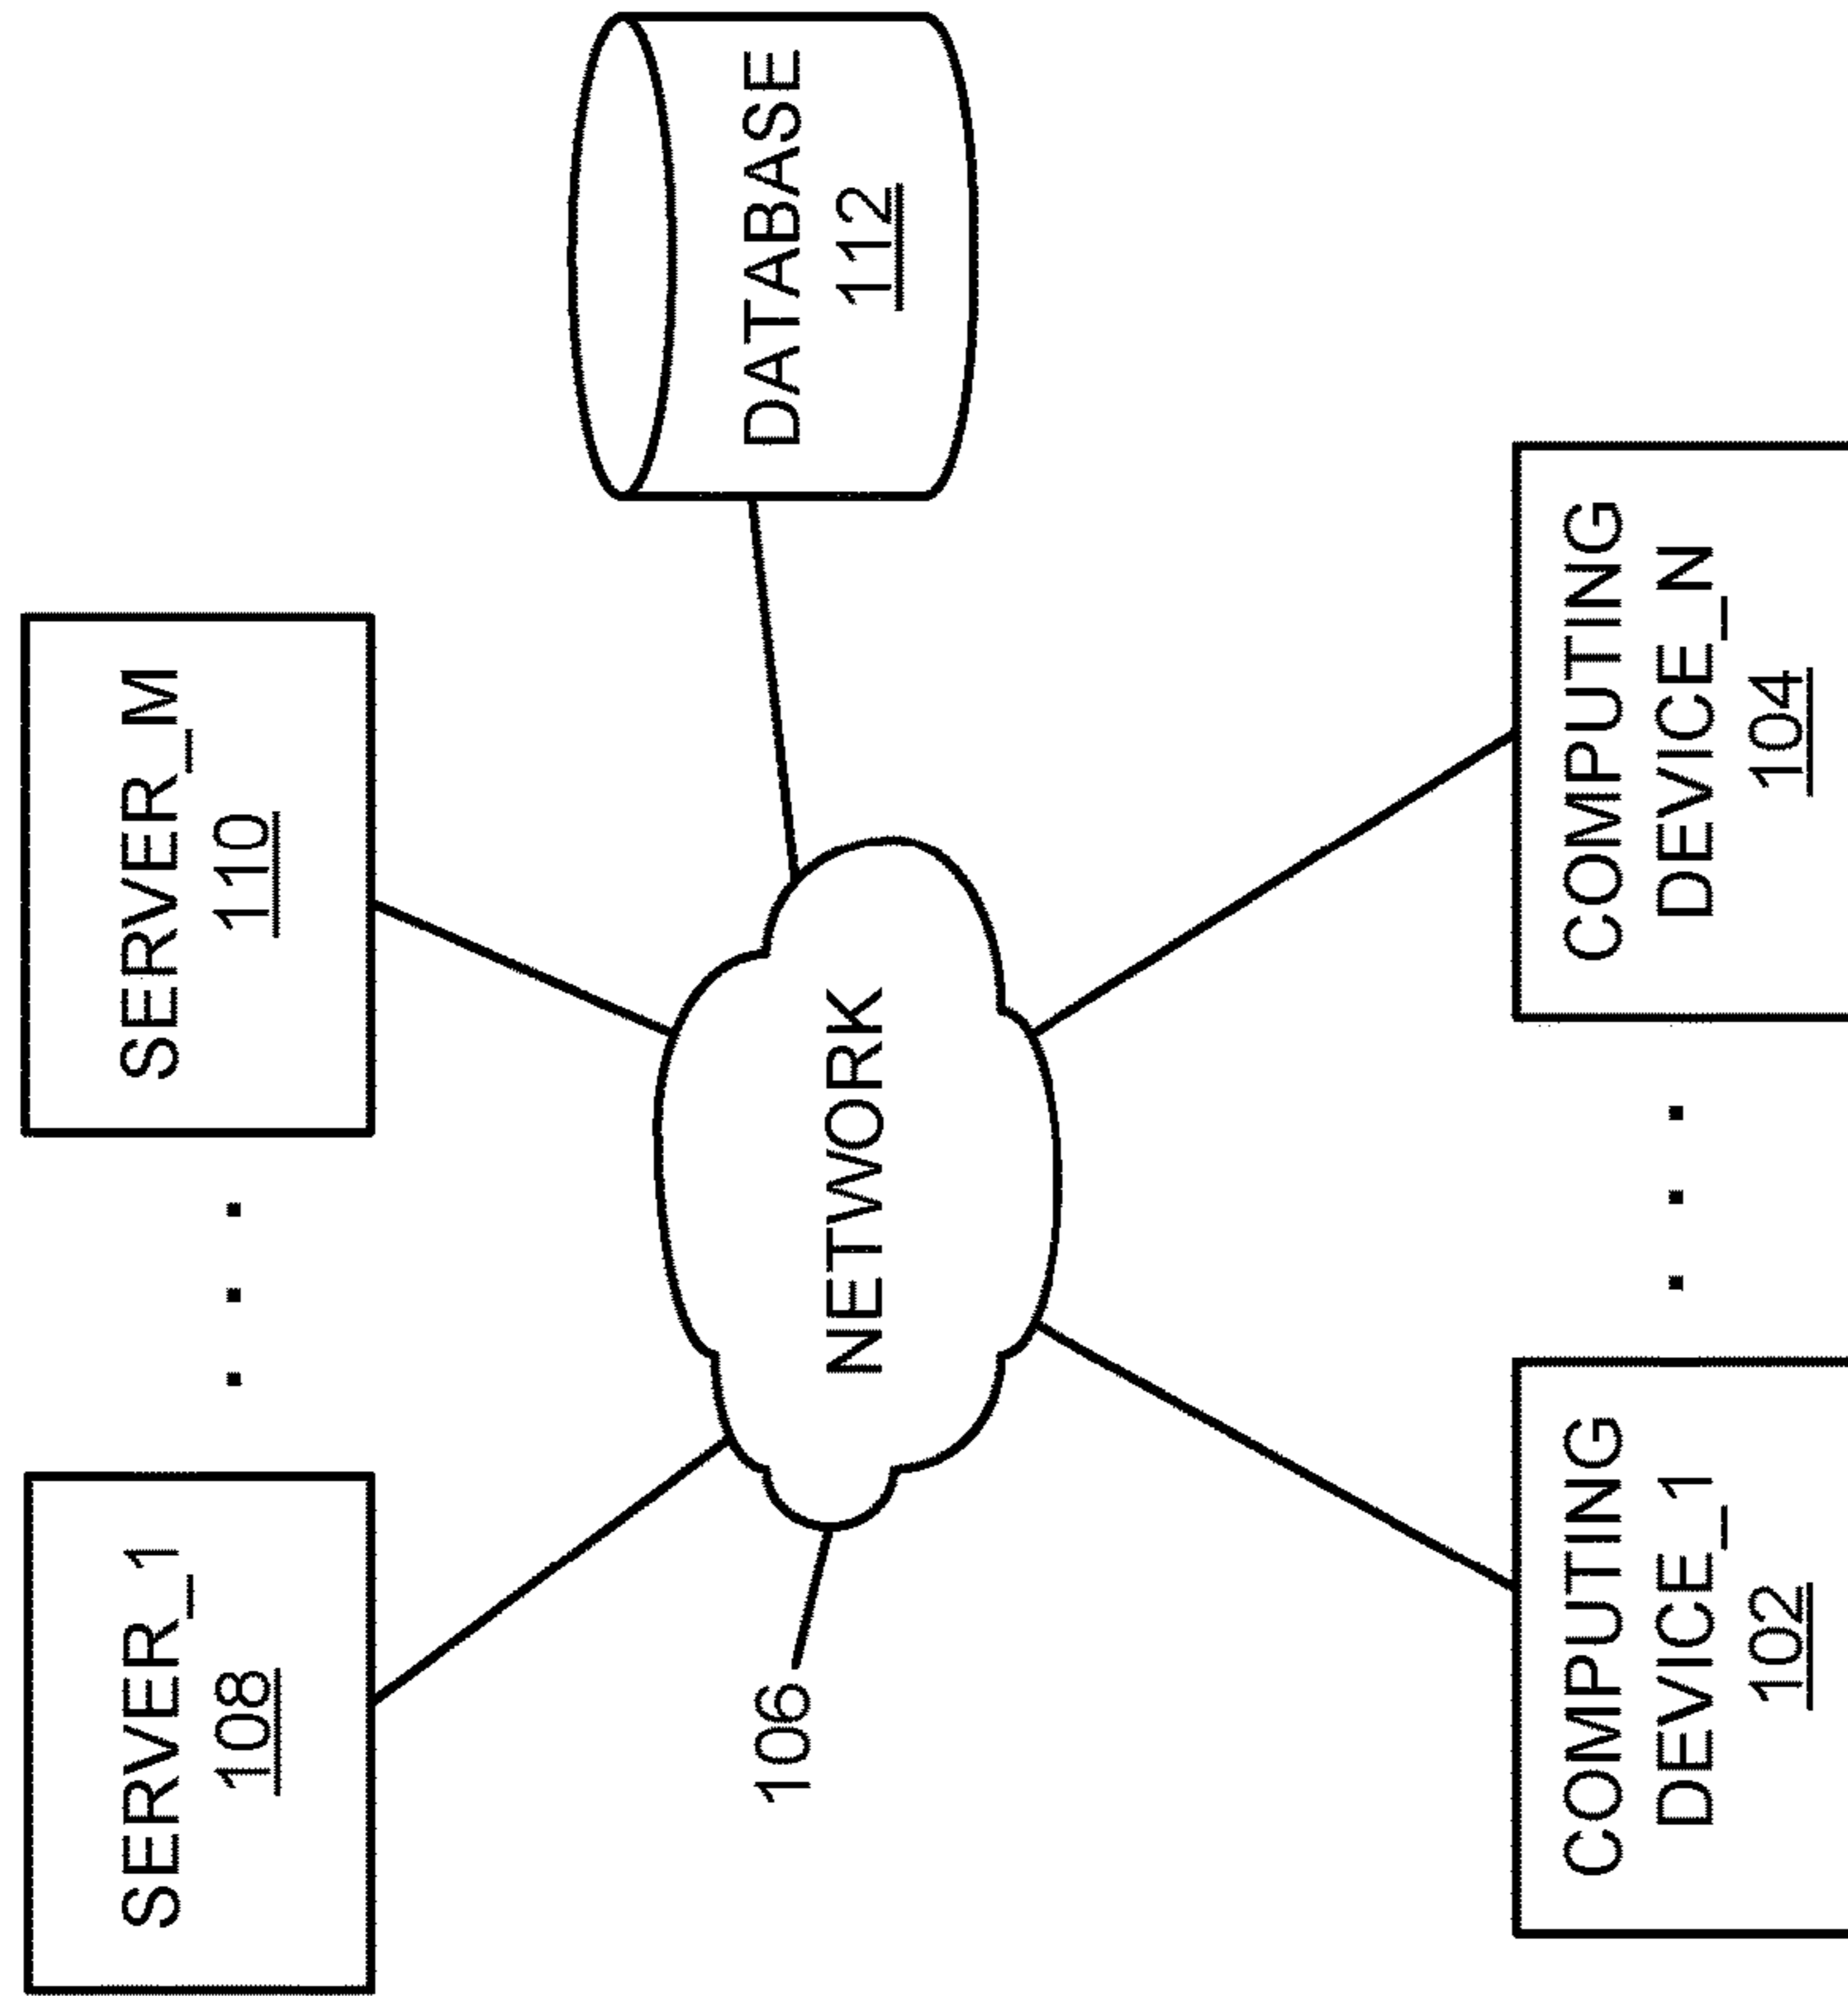 SERVER_1
108
SERVER_M
110
DATABASE
112
NETWORK
106
COMPUTING
DEVICE_1
102
COMPUTING
DEVICE_N
104